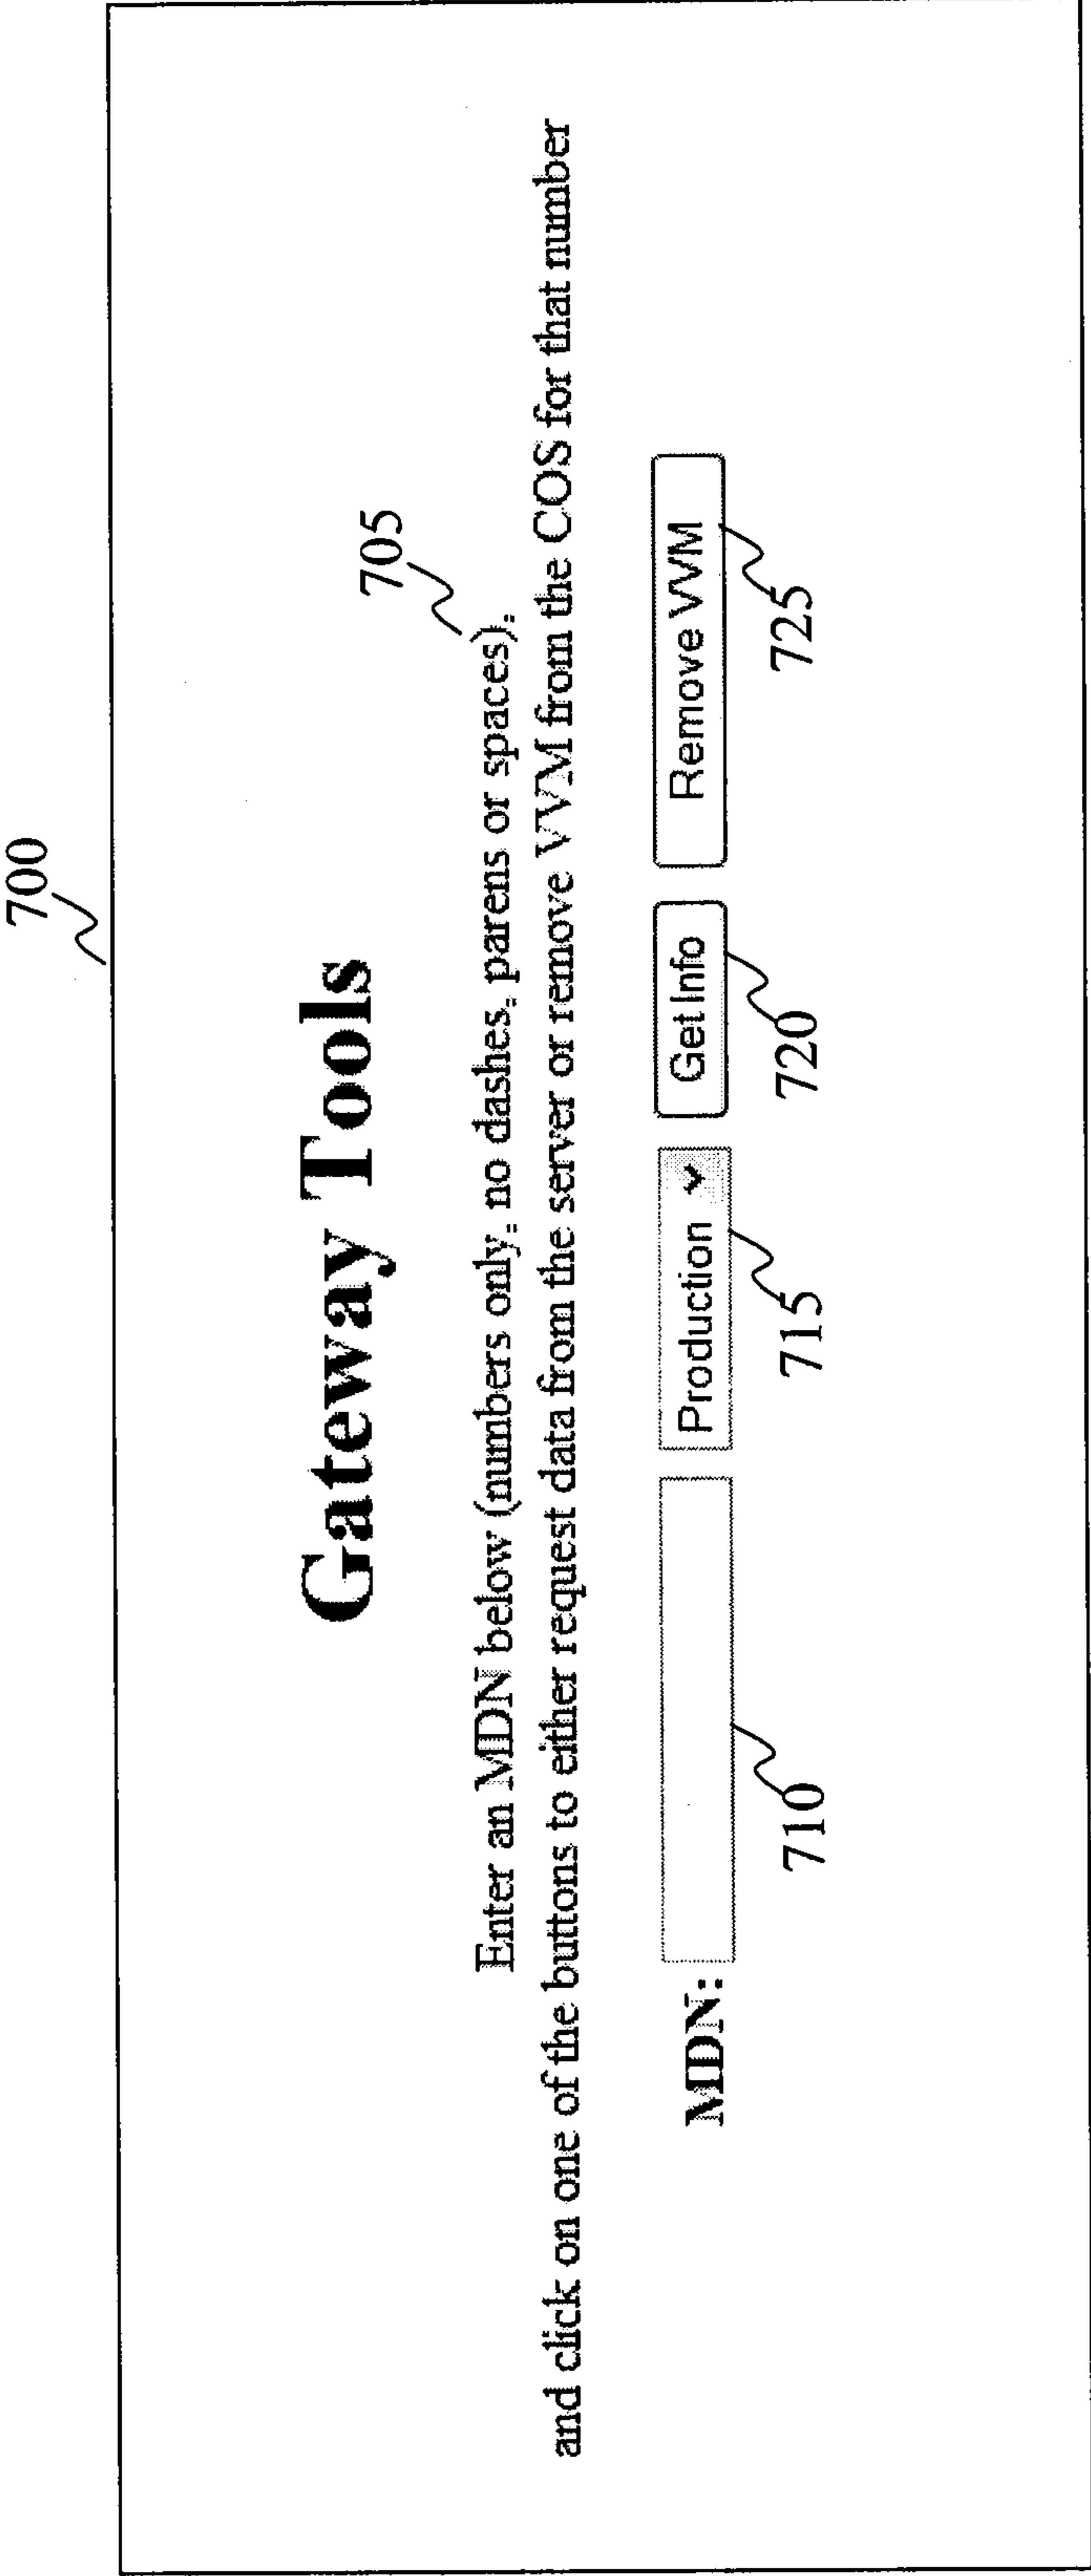 700
Gateway Tools
705
Enter an MDN below (numbers only, no dashes, parens or spaces),
and click on one of the buttons to either request data from the server or remove VVM from the COS for that number
MDN: Production Get Info Remove VVM
710 715 720 725